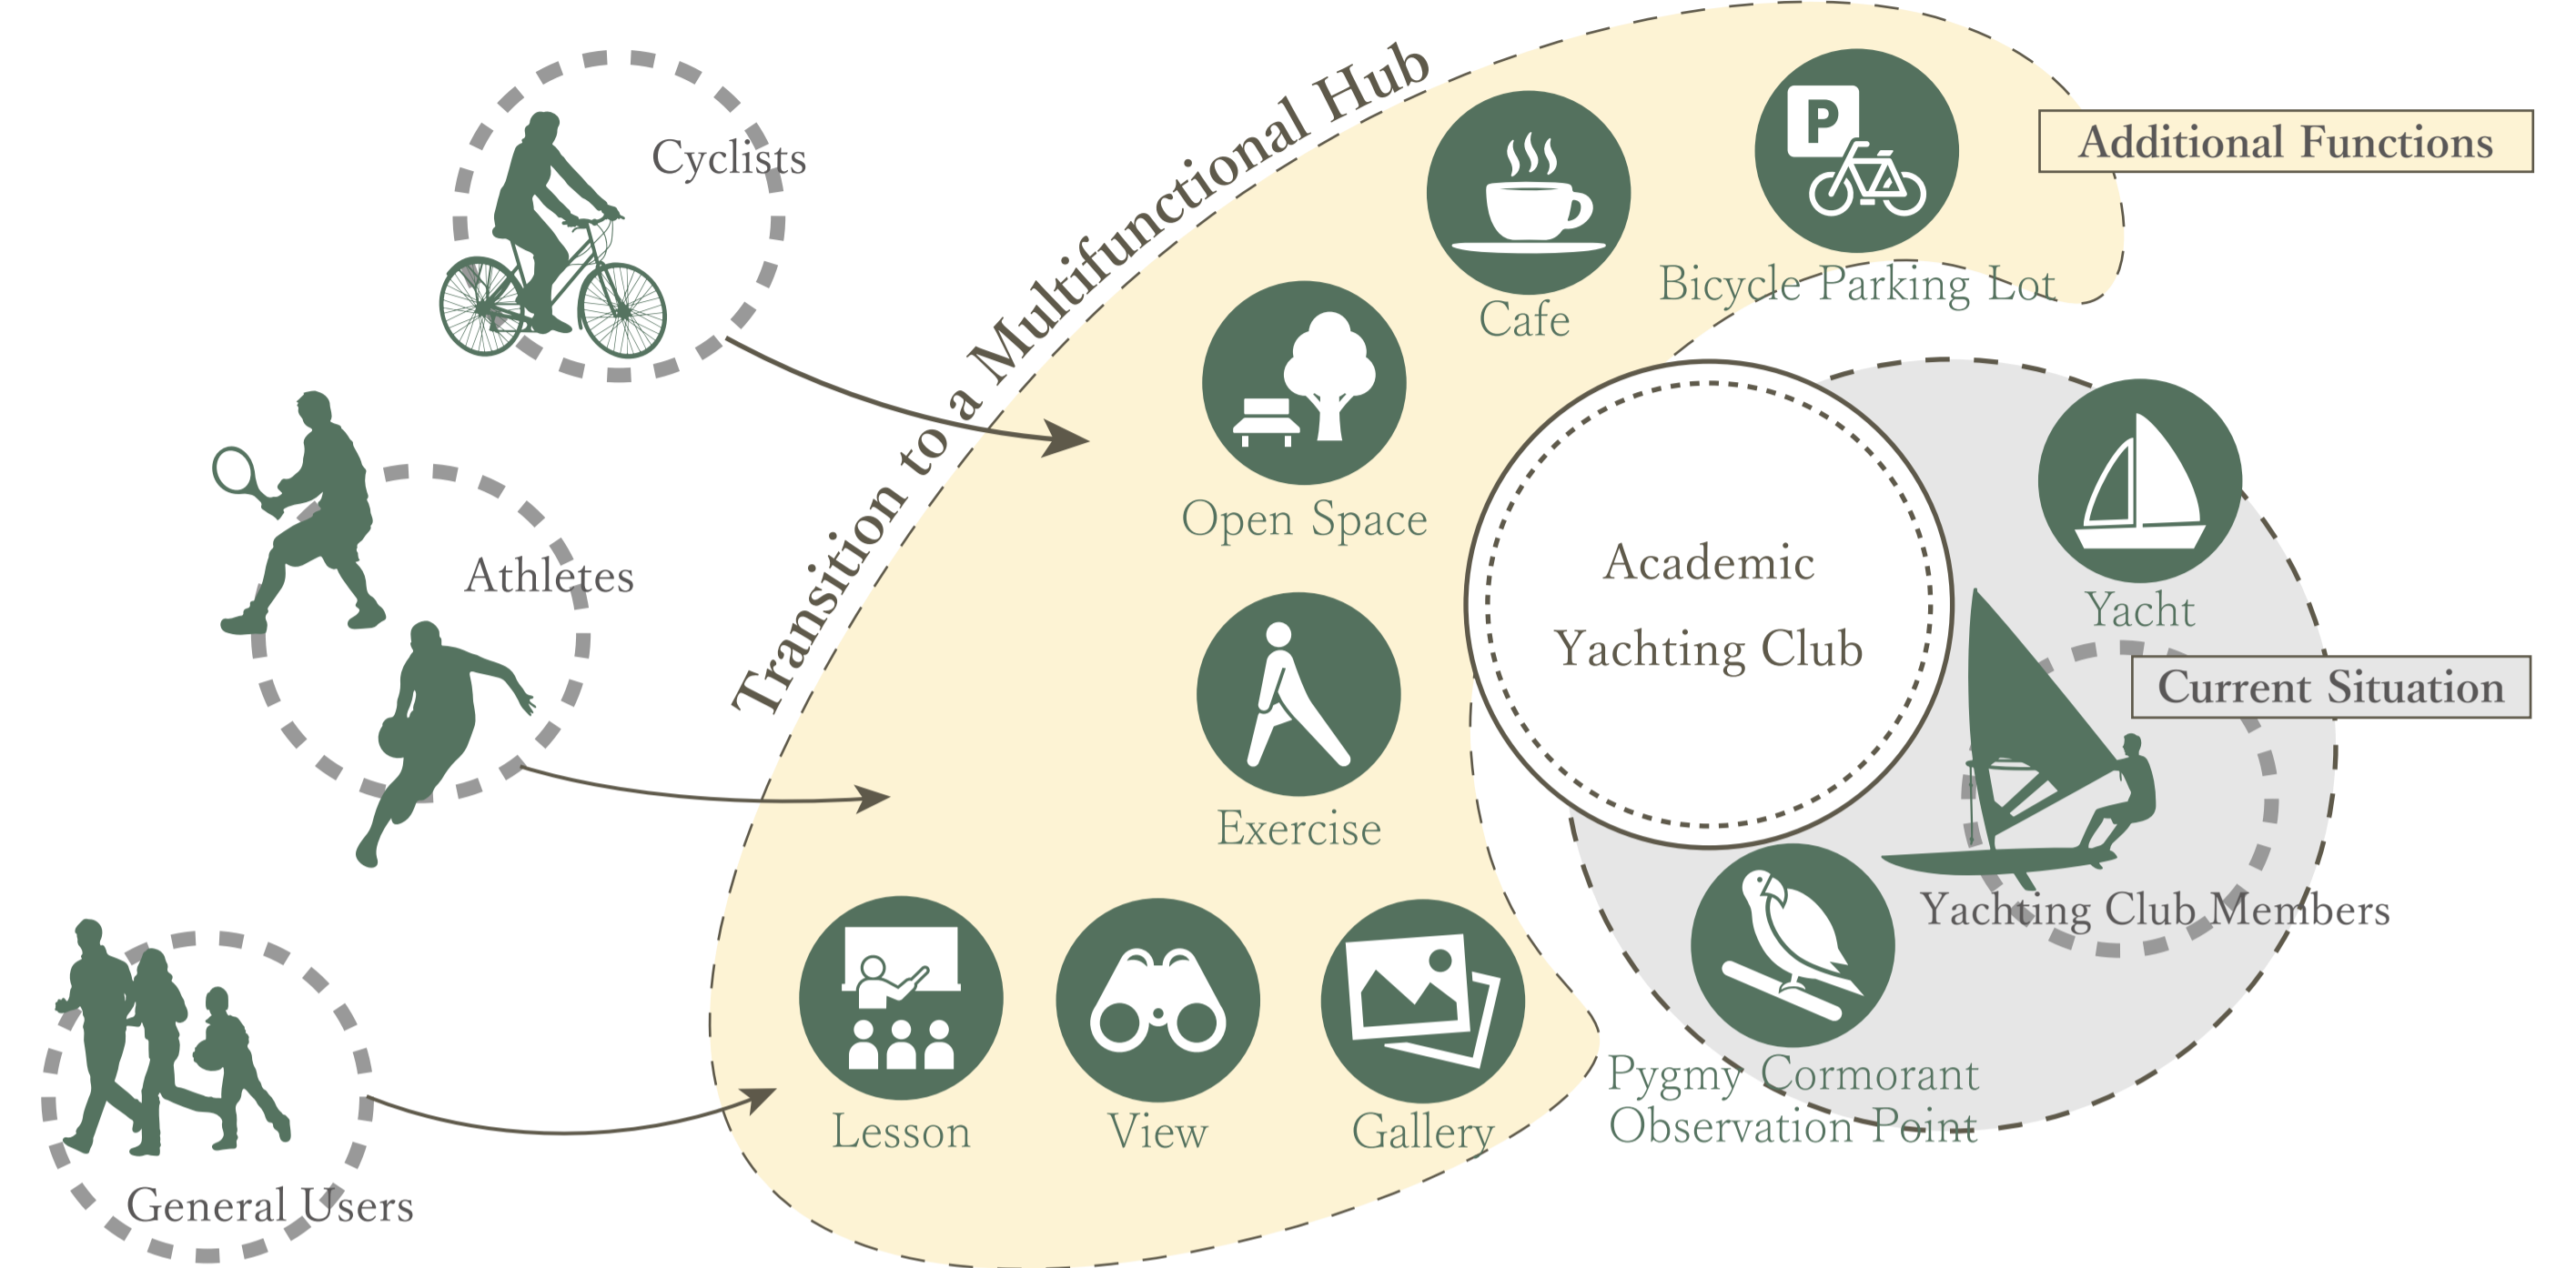 Transition to a Multifunctional Hub
Cyclists
Athletes
General Users
P
Cafe
Bicycle Parking Lot
Additional Functions
Open Space
Exercise
Lesson
View
Gallery
Academic
Yachting Club
Yacht
Current Situation
Yachting Club Members
Pygmy Cormorant
Observation Point